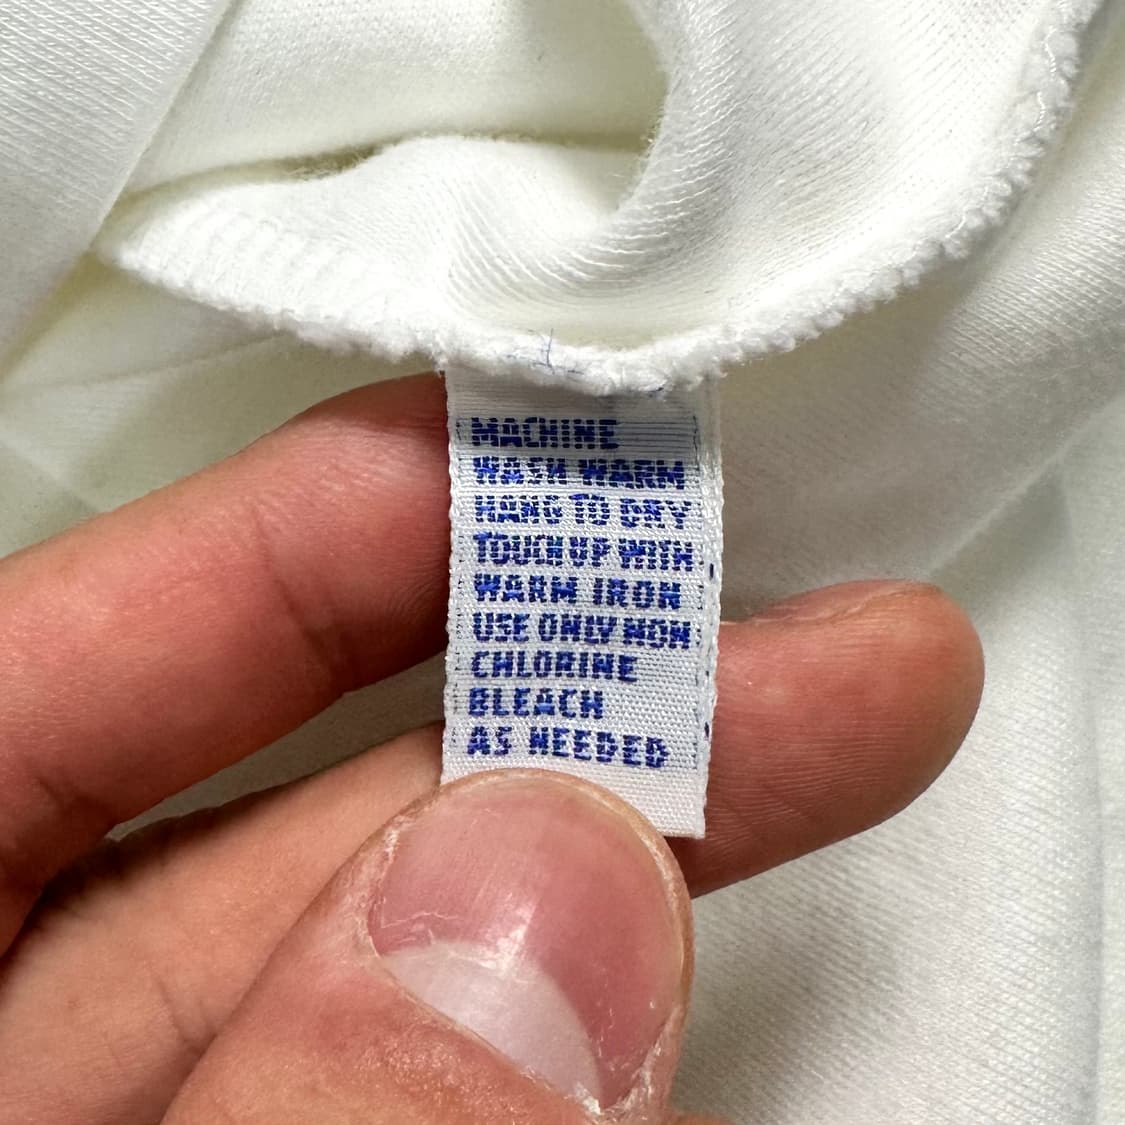 MACHINE
WASH WARM
HANG TO DRY
TOUCH UP WITH
WARM IRON
USE ONLY NON
CHLORINE
BLEACH
AS NEEDED